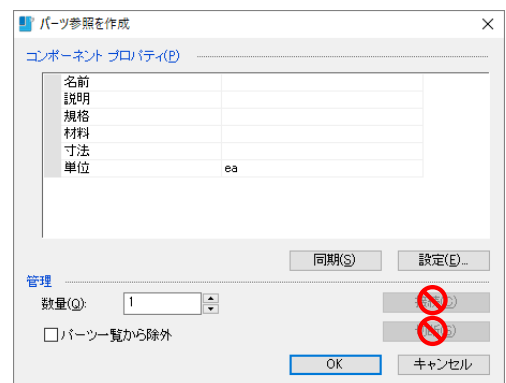 パーツ参照を作成
コンポーネント プロパティ(P)
名前
説明
規格
材料
寸法
単位 ea
同期(S) 設定(E)...
管理
数量(Q): 1
パーツ一覧から除外
OK キャンセル